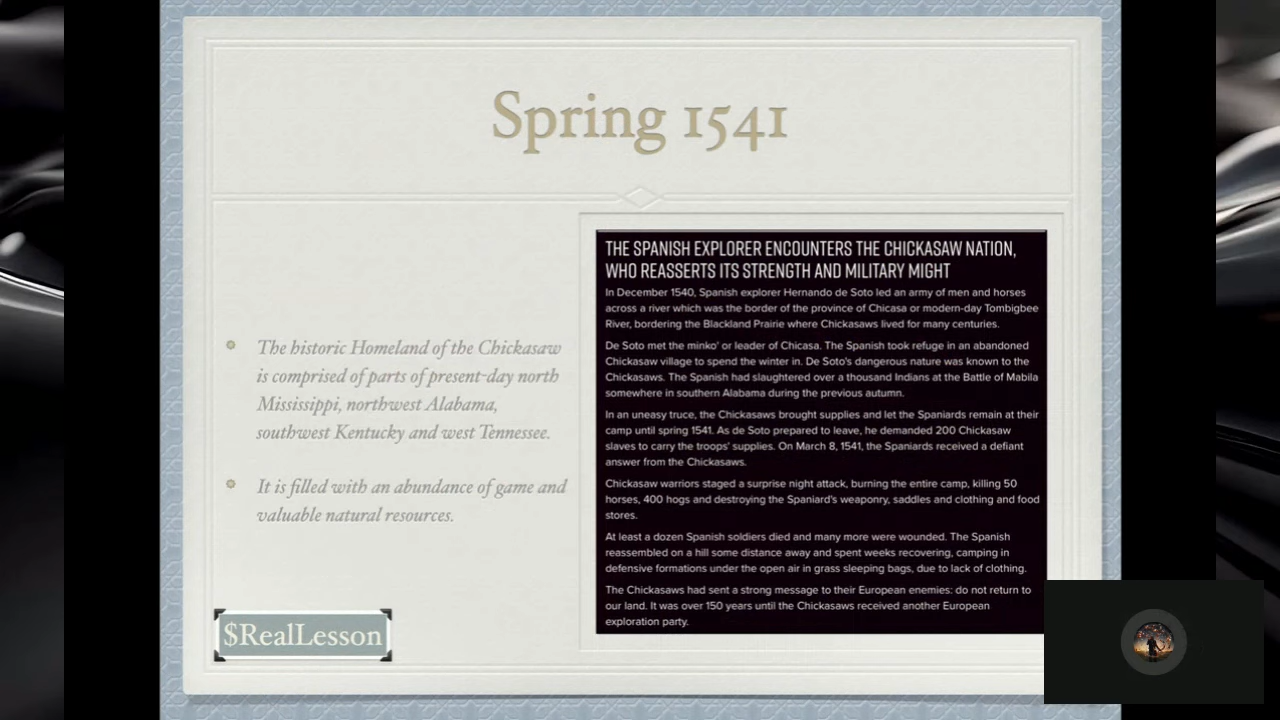 Spring 1541
The historic Homeland of the Chickasaw
is comprised of parts of present-day north
Mississippi, northwest Alabama,
southwest Kentucky and west Tennessee.
It is filled with an abundance of game and
valuable natural resources.
$RealLesson
THE SPANISH EXPLORER ENCOUNTERS THE CHICKASAW NATION,
WHO REASSERTS ITS STRENGTH AND MILITARY MIGHT
In December 1540, Spanish explorer Hernando de Soto led an army of men and horses
across a river which was the border of the province of Chicasa or modern-day Tombigbee
River, bordering the Blackland Prairie where Chickasaws lived for many centuries.
De Soto met the minko' or leader of Chicasa. The Spanish took refuge in an abandoned
Chickasaw village to spend the winter in. De Soto's dangerous nature was known to the
Chickasaws. The Spanish had slaughtered over a thousand Indians at the Battle of Mabila
somewhere in southern Alabama during the previous autumn.
In an uneasy truce, the Chickasaws brought supplies and let the Spaniards remain at their
camp until spring 1541. As de Soto prepared to leave, he demanded 200 Chickasaw
slaves to carry the troops' supplies. On March 8, 1541, the Spaniards received a defiant
answer from the Chickasaws.
Chickasaw warriors staged a surprise night attack, burning the entire camp, killing 50
horses, 400 hogs and destroying the Spaniard's weaponry, saddles and clothing and food
stores.
At least a dozen Spanish soldiers died and many more were wounded. The Spanish
reassembled on a hill some distance away and spent weeks recovering, camping in
defensive formations under the open air in grass sleeping bags, due to lack of clothing.
The Chickasaws had sent a strong message to their European enemies: do not return to
our land. It was over 150 years until the Chickasaws received another European
exploration party.